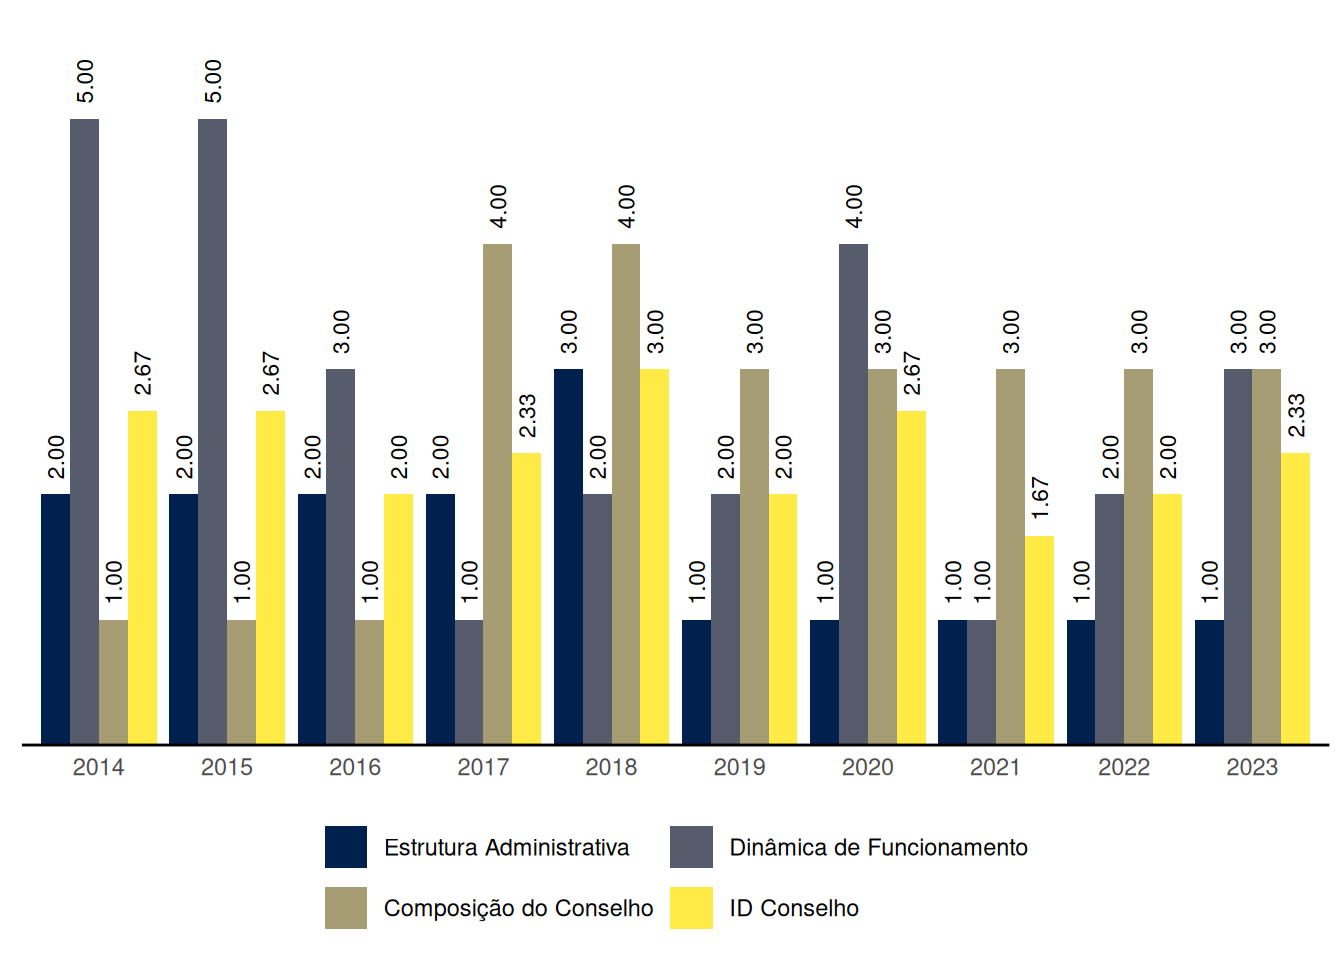 5.00 5.00
4.00 4.00 4.00
3.00 3.00 3.00 3.00 3.00 3.00 3.00 3.00 3.00
2.67 2.67 2.67
2.33 2.33
2.00 2.00 2.00 2.00 2.00 2.00 2.00 2.00 2.00 2.00
1.67
1.00 1.00 1.00 1.00 1.00 1.00 1.00 1.00 1.00 1.00
2014 2015 2016 2017 2018 2019 2020 2021 2022 2023
Estrutura Administrativa Dinâmica de Funcionamento
Composição do Conselho ID Conselho